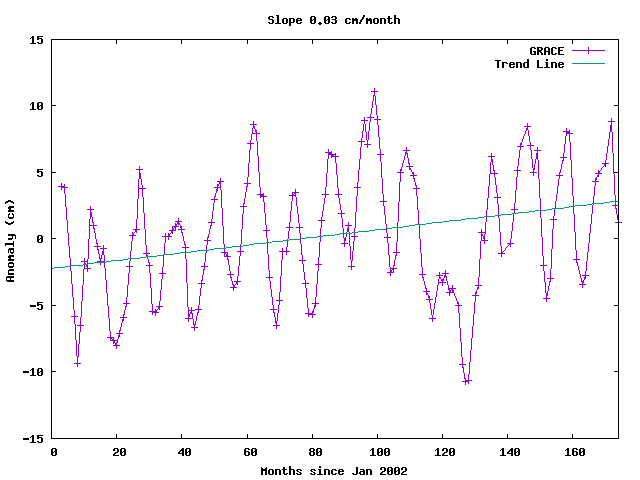 Slope 0.03 cm/month
15
GRACE
Trend Line
10
5
0
-5
-10
-15
Anomaly (cm)
0 20 40 60 80 100 120 140 160
Months since Jan 2002